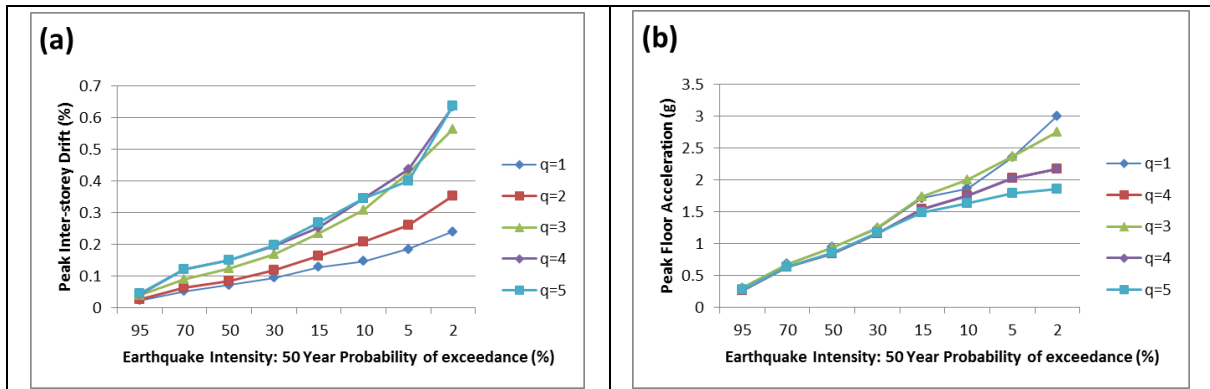 (a)
Peak Inter-storey Drift (%)
0.7
0.6
0.5
0.4
0.3
0.2
0.1
0
95 70 50 30 15 10 5 2
Earthquake Intensity: 50 Year Probability of exceedance (%)
q=1
q=2
q=3
q=4
q=5
(b)
Peak Floor Acceleration (g)
3.5
3
2.5
2
1.5
1
0.5
0
95 70 50 30 15 10 5 2
Earthquake Intensity: 50 Year Probability of exceedance (%)
q=1
q=4
q=3
q=4
q=5